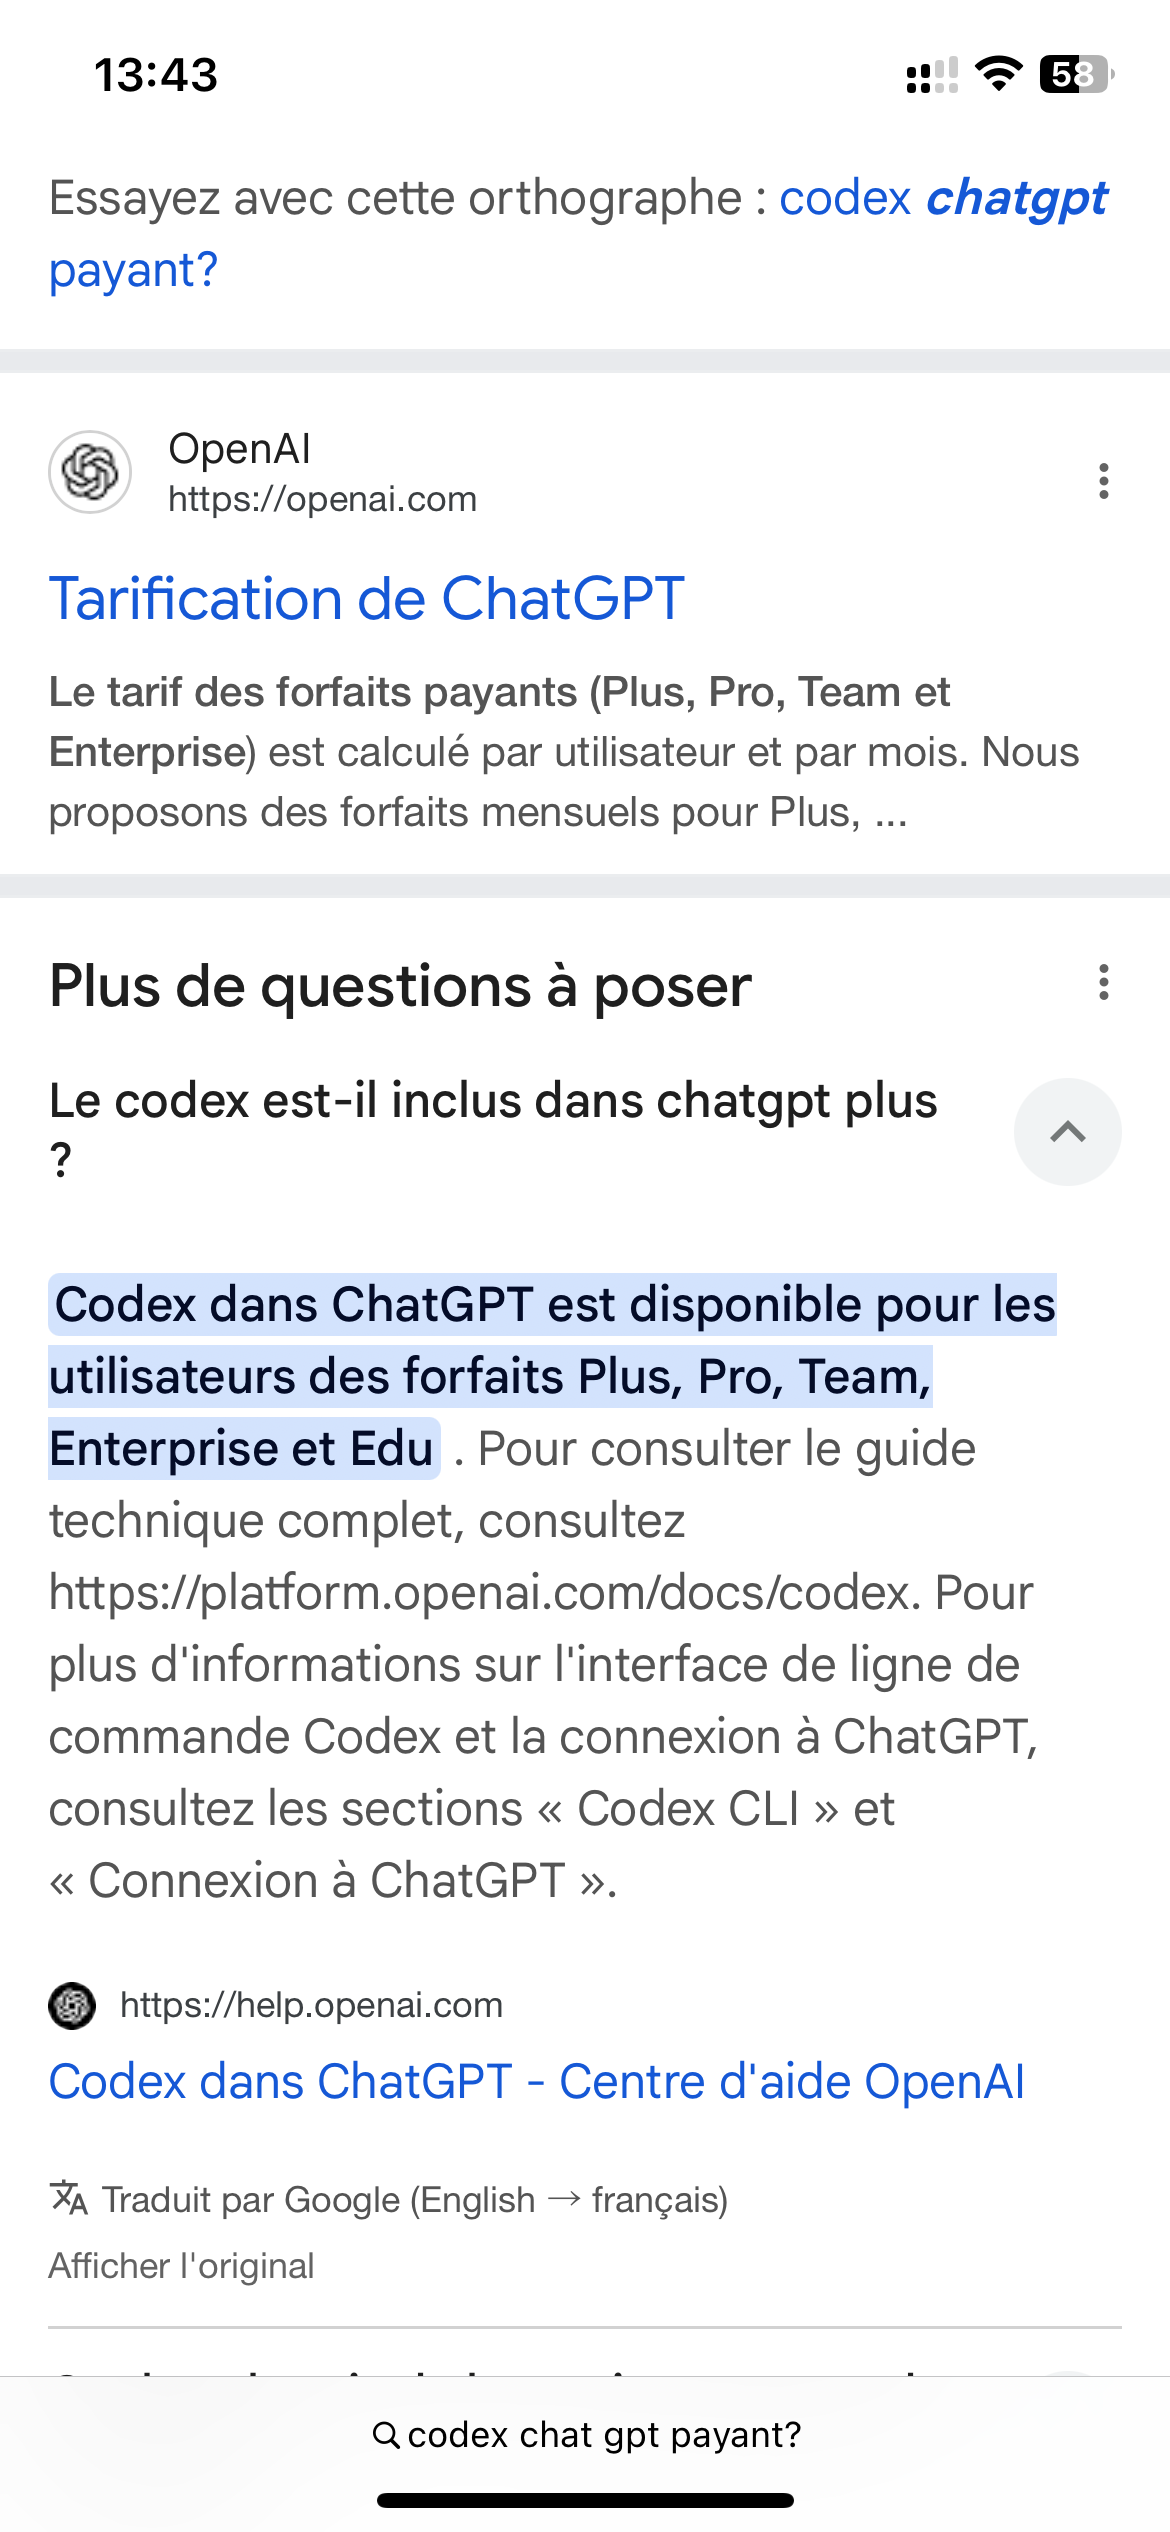 13:43
58
Essayez avec cette orthographe : codex chatgpt
payant?
OpenAI
https://openai.com
Tarification de ChatGPT
Le tarif des forfaits payants (Plus, Pro, Team et
Enterprise) est calculé par utilisateur et par mois. Nous
proposons des forfaits mensuels pour Plus, ...
Plus de questions à poser
Le codex est-il inclus dans chatgpt plus
?
Codex dans ChatGPT est disponible pour les
utilisateurs des forfaits Plus, Pro, Team,
Enterprise et Edu . Pour consulter le guide
technique complet, consultez
https://platform.openai.com/docs/codex. Pour
plus d'informations sur l'interface de ligne de
commande Codex et la connexion à ChatGPT,
consultez les sections « Codex CLI » et
« Connexion à ChatGPT ».
https://help.openai.com
Codex dans ChatGPT - Centre d'aide OpenAI
Traduit par Google (English → français)
Afficher l'original
codex chat gpt payant?